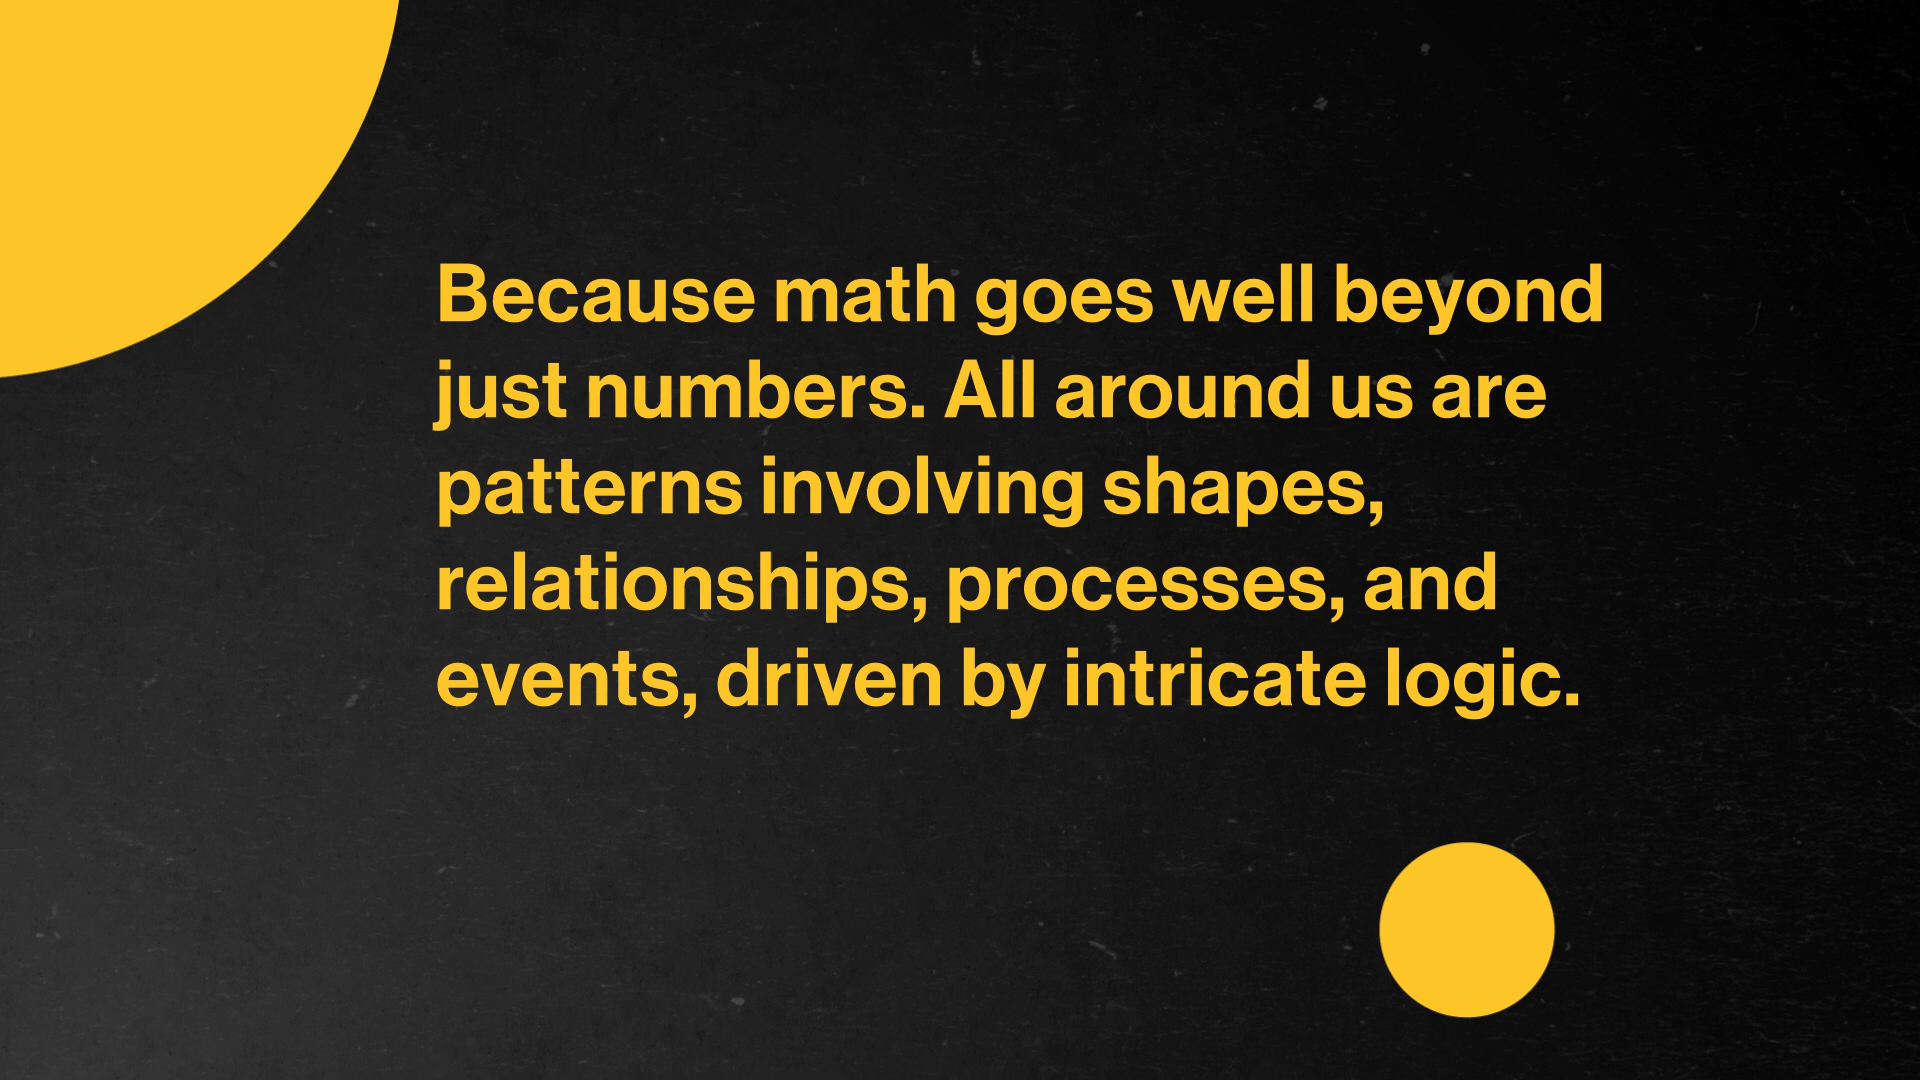 Because math goes well beyond
just numbers. All around us are
patterns involving shapes,
relationships, processes, and
events, driven by intricate logic.